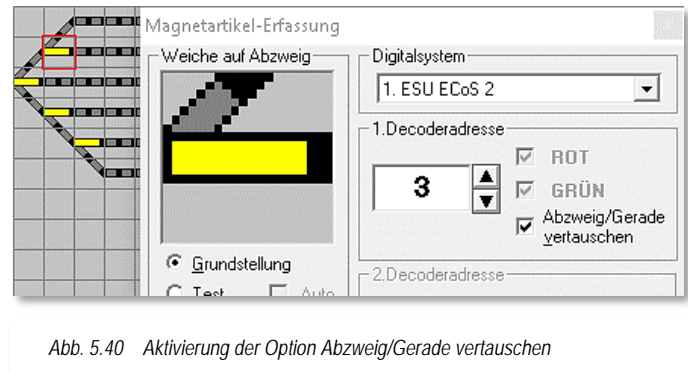 Magnetartikel-Erfassung
Weiche auf Abzweig
Digitalsystem
1. ESU ECoS 2
1.Decoderadresse
3
ROT
GRÜN
Abzweig/Gerade
vertauschen
Grundstellung
Test
Auto
2.Decoderadresse
Abb. 5.40 Aktivierung der Option Abzweig/Gerade vertauschen